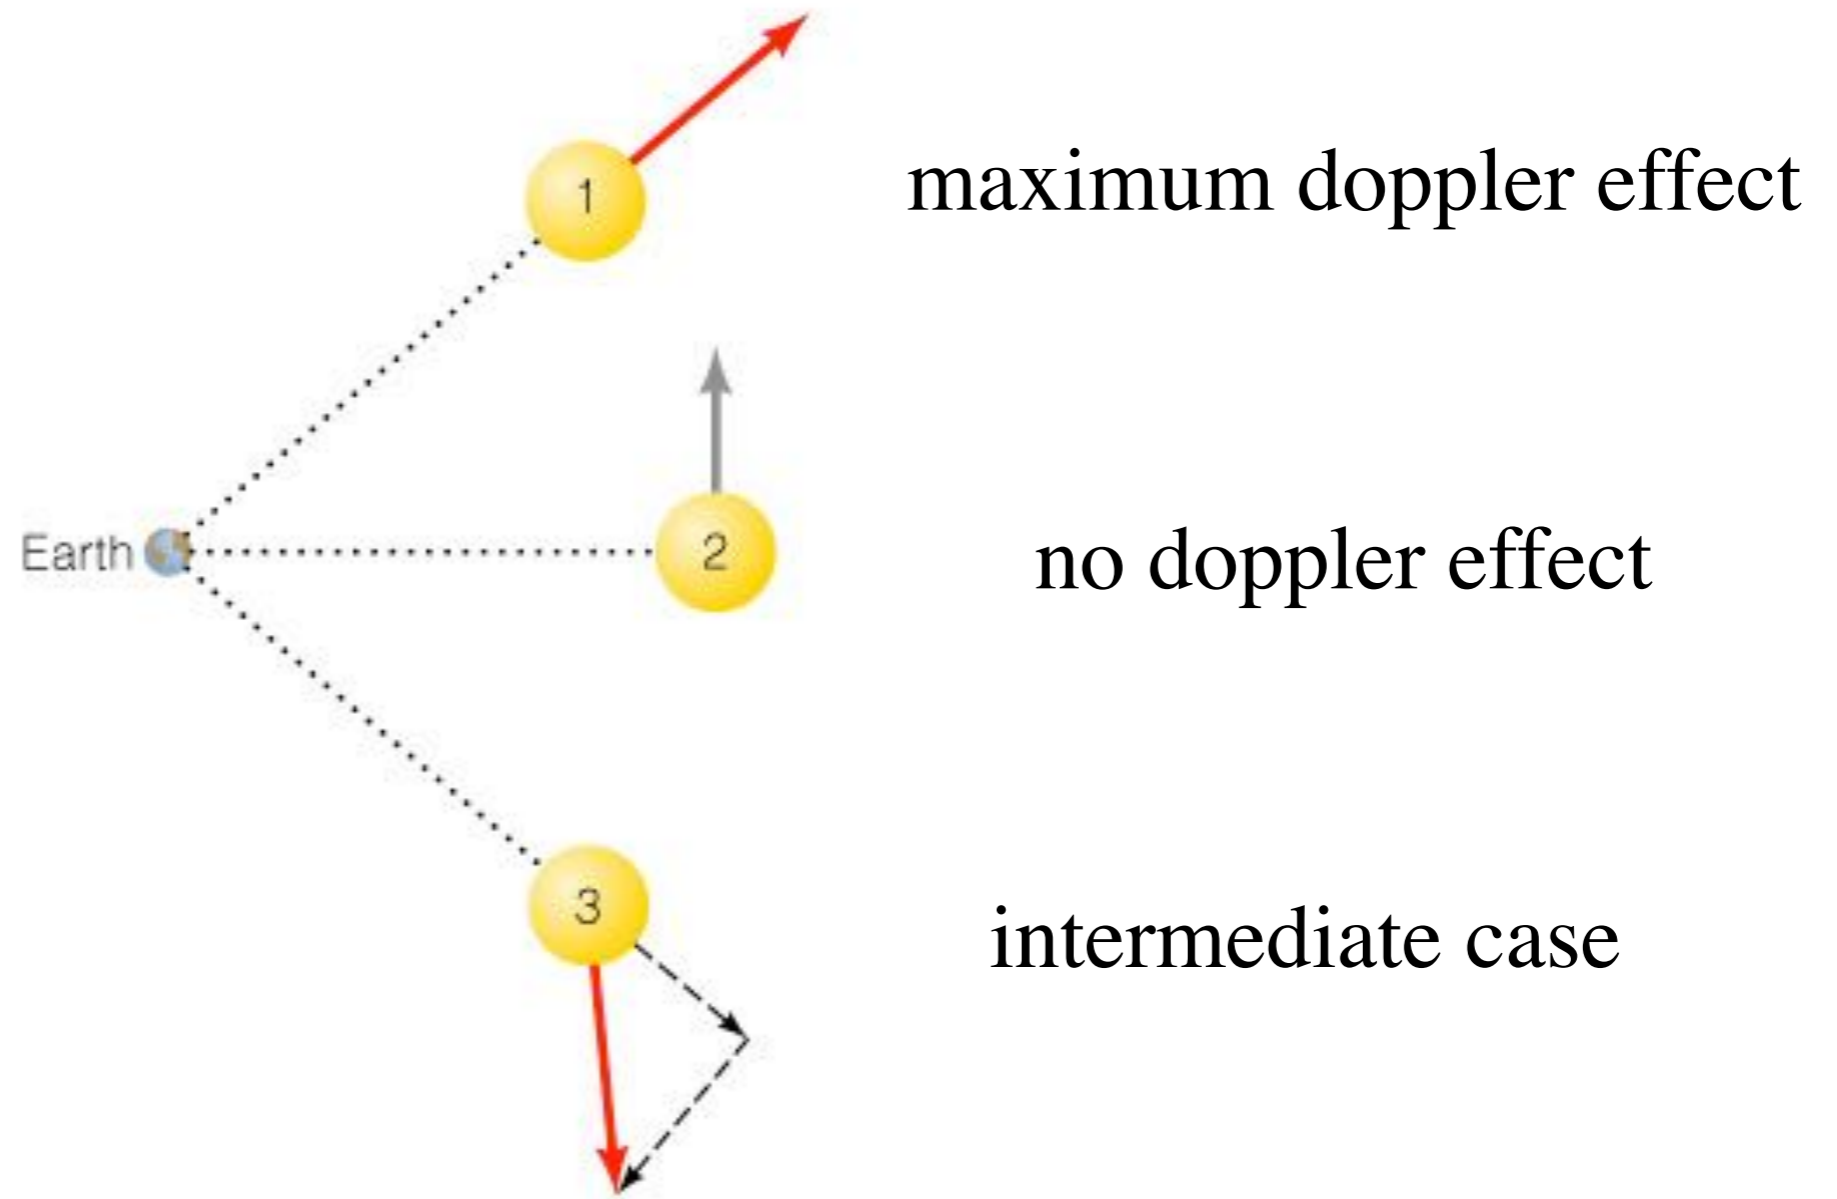 1
maximum doppler effect
Earth
2
no doppler effect
3
intermediate case